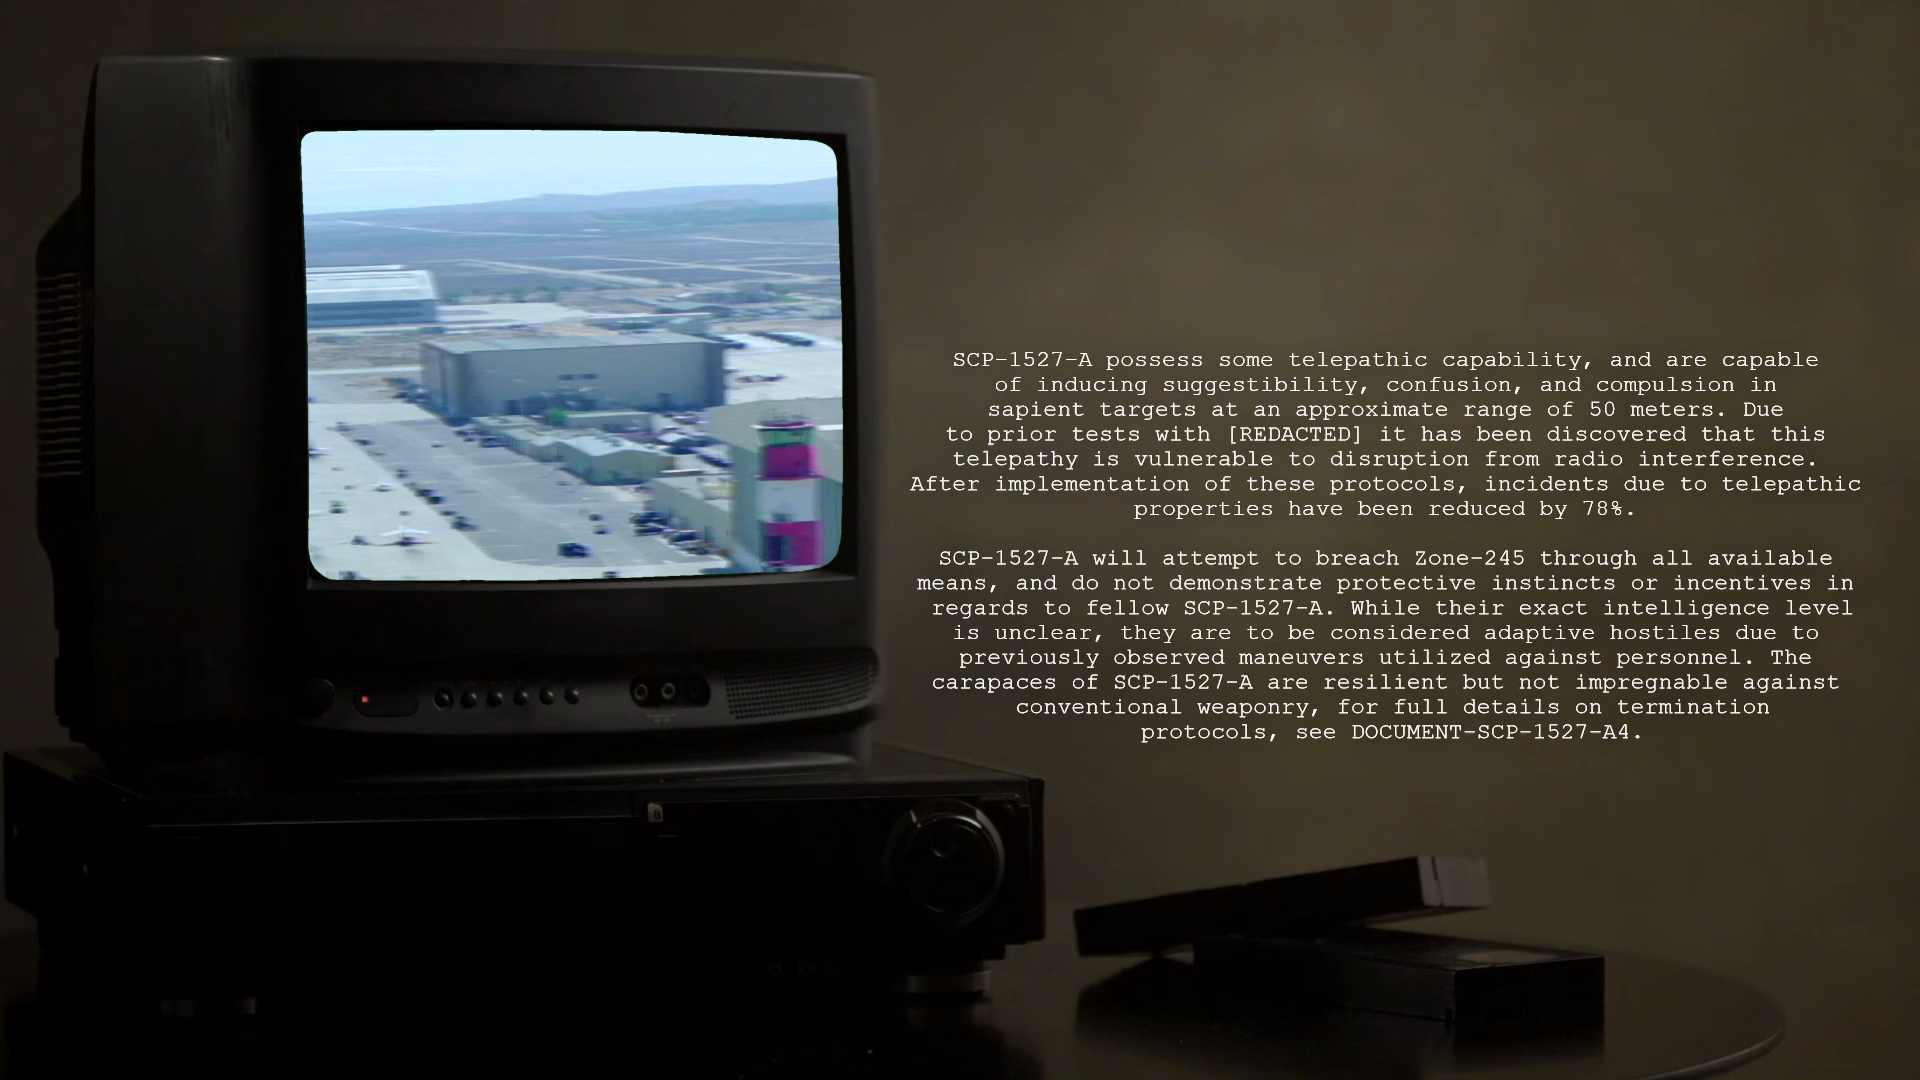 SCP-1527-A possess some telepathic capability, and are capable
of inducing suggestibility, confusion, and compulsion in
sapient targets at an approximate range of 50 meters. Due
to prior tests with [REDACTED] it has been discovered that this
telepathy is vulnerable to disruption from radio interference.
After implementation of these protocols, incidents due to telepathic
properties have been reduced by 78%.
SCP-1527-A will attempt to breach Zone-245 through all available
means, and do not demonstrate protective instincts or incentives in
regards to fellow SCP-1527-A. While their exact intelligence level
is unclear, they are to be considered adaptive hostiles due to
previously observed maneuvers utilized against personnel. The
carapaces of SCP-1527-A are resilient but not impregnable against
conventional weaponry, for full details on termination
protocols, see DOCUMENT-SCP-1527-A4.